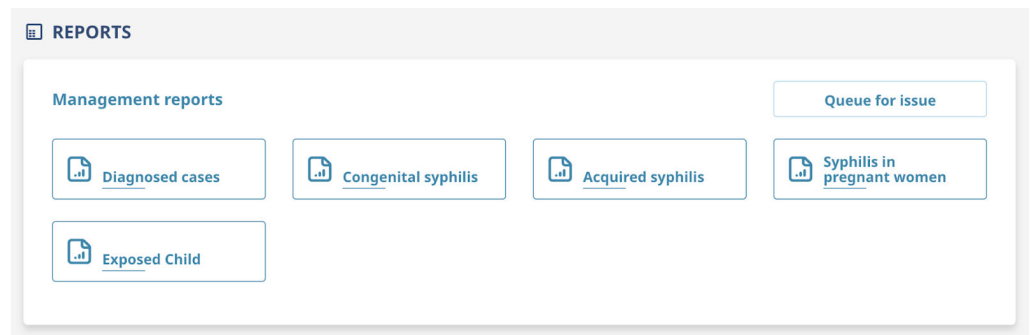 REPORTS
Management reports
Queue for issue
Diagnosed cases
Congenital syphilis
Acquired syphilis
Syphilis in
pregnant women
Exposed Child